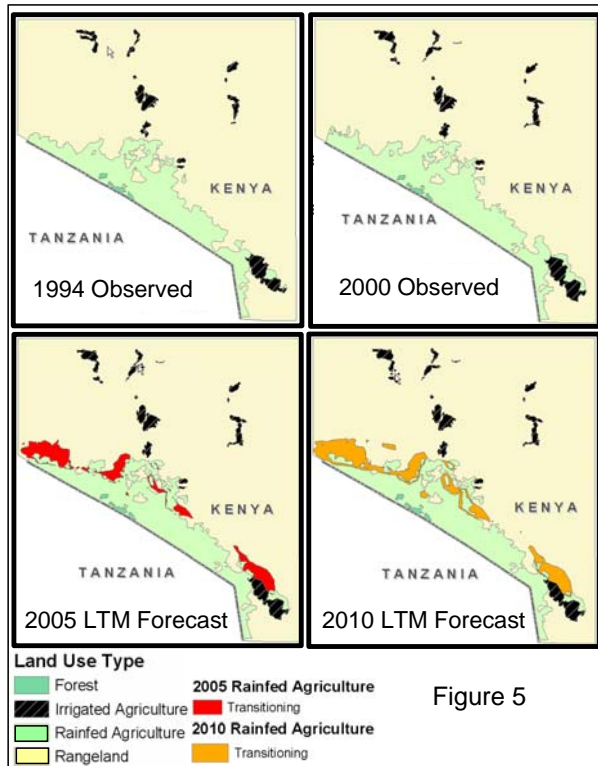 KENYA
TANZANIA
1994 Observed
KENYA
TANZANIA
2000 Observed
KENYA
TANZANIA
2005 LTM Forecast
KENYA
TANZANIA
2010 LTM Forecast
Land Use Type
Forest
Irrigated Agriculture
Rainfed Agriculture
Rangeland
2005 Rainfed Agriculture
Transitioning
2010 Rainfed Agriculture
Transitioning
Figure 5